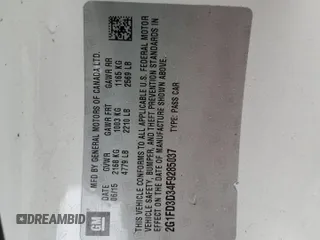 MFD BY GENERAL MOTORS OF CANADA LTD.
06/15
GVWR
2168 KG
4779 LB
GAWR FRT
1003 KG
2210 LB
GAWR RR
1165 KG
2569 LB
THIS VEHICLE CONFORMS TO ALL APPLICABLE U.S. FEDERAL MOTOR
VEHICLE SAFETY, BUMPER, AND THEFT PREVENTION STANDARDS IN
EFFECT ON THE DATE OF MANUFACTURE SHOWN ABOVE.
2G1FD3D34F9285037
TYPE: PASS CAR
GM
DREAMBID